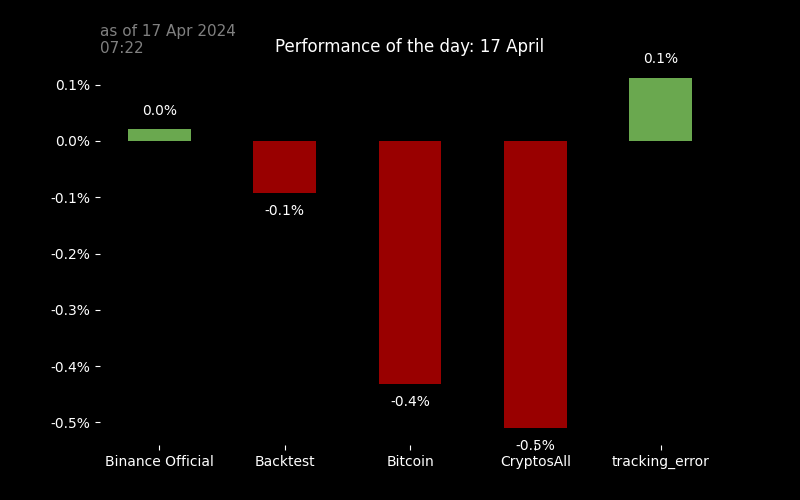 as of 17 Apr 2024
07:22
Performance of the day: 17 April
0.1%
0.0%
-0.1%
-0.2%
-0.3%
-0.4%
-0.5%
0.0%
-0.1%
-0.4%
-0.5%
0.1%
Binance Official
Backtest
Bitcoin
CryptosAll
tracking_error